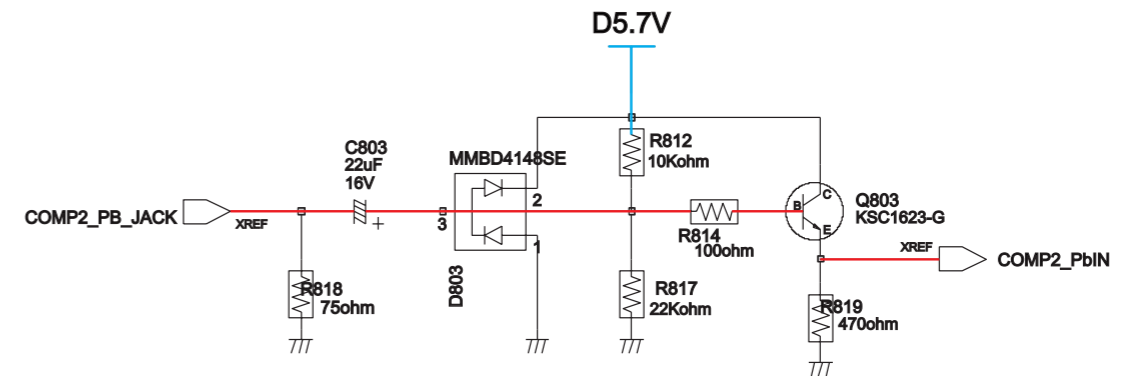 D5.7V
C803
22uF
16V
MMBD4148SE
R812
10Kohm
2
COMP2_PB_JACK
XREF
+
3
1
D803
R814
100ohm
B
C
E
Q803
KSC1623-G
XREF
COMP2_PbIN
R818
75ohm
R817
22Kohm
R819
470ohm